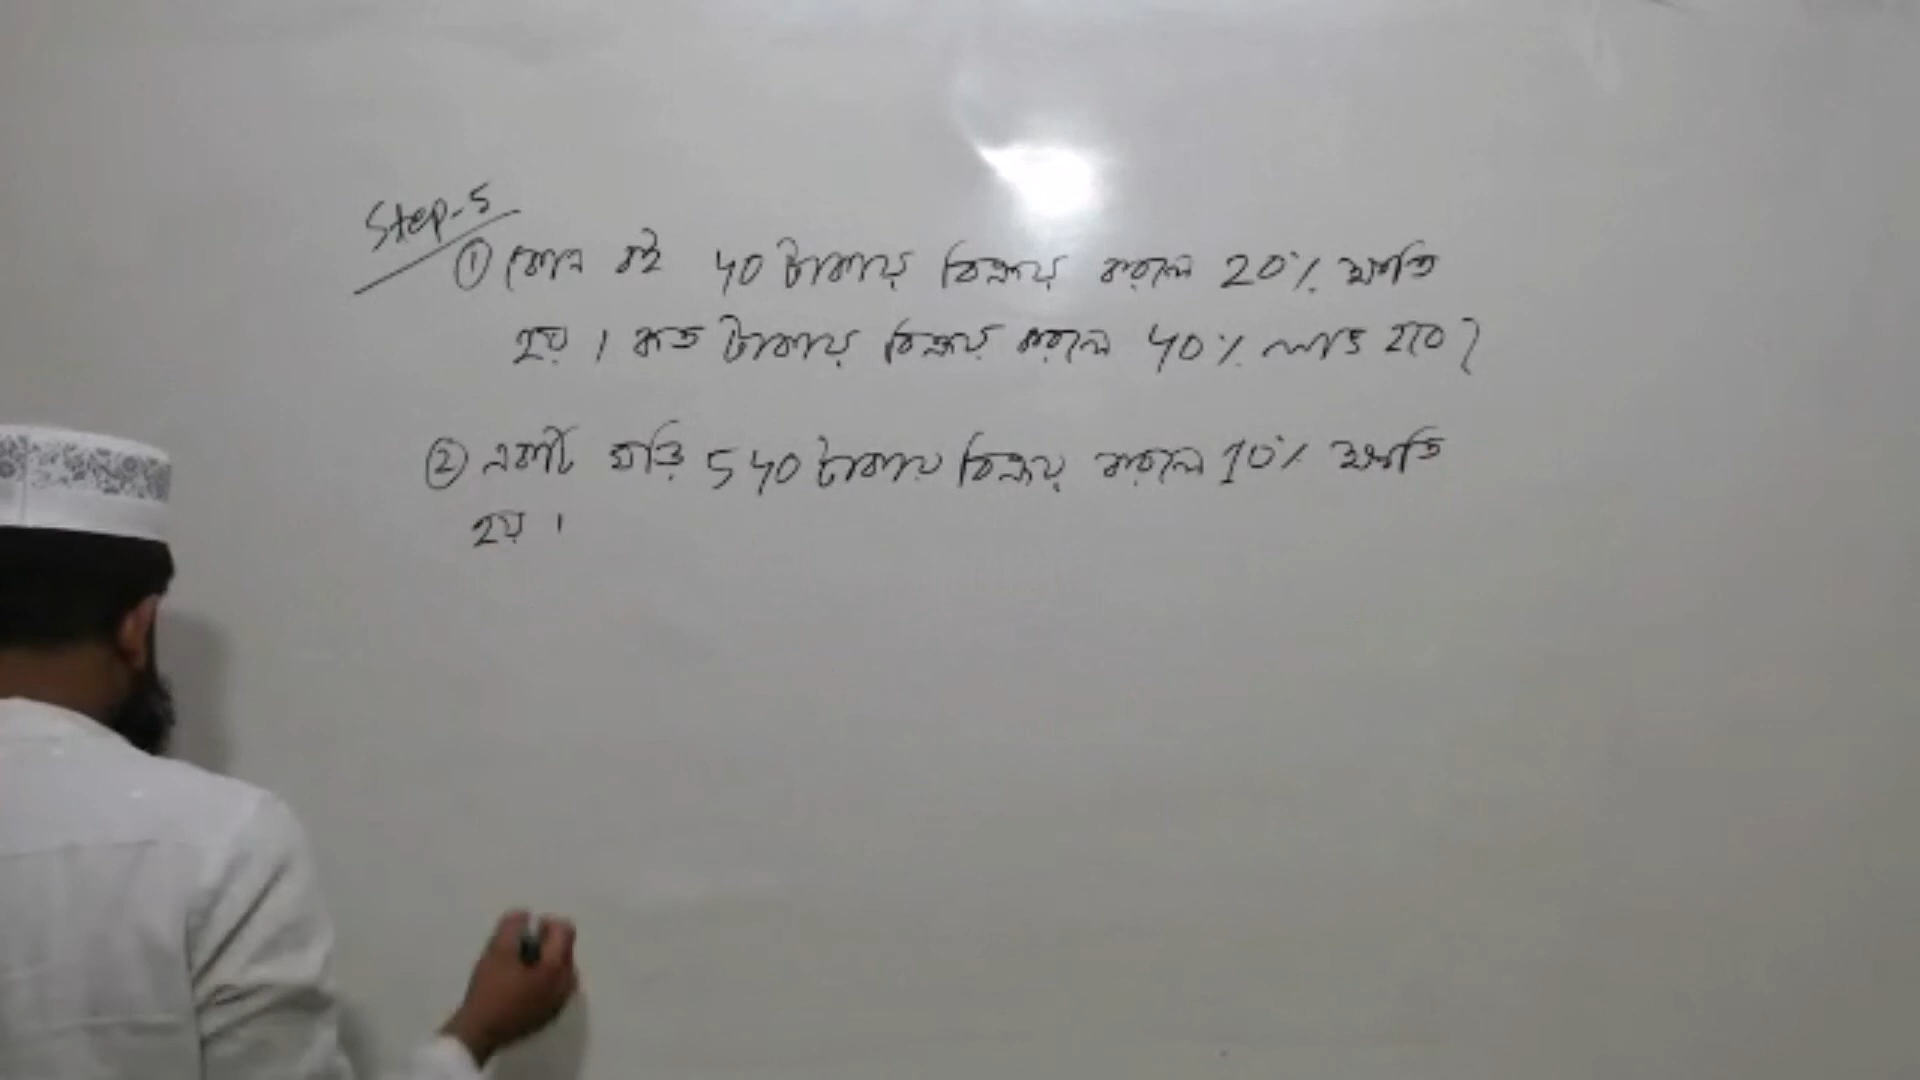 Step-5
① কোন বই 40 টাকায় বিক্রয় করলে 20% ক্ষতি
হয়। কত টাকায় বিক্রয় করলে 40% লাভ হবে?
② একটি ঘড়ি 540 টাকায় বিক্রয় করলে 10% ক্ষতি
হয়।